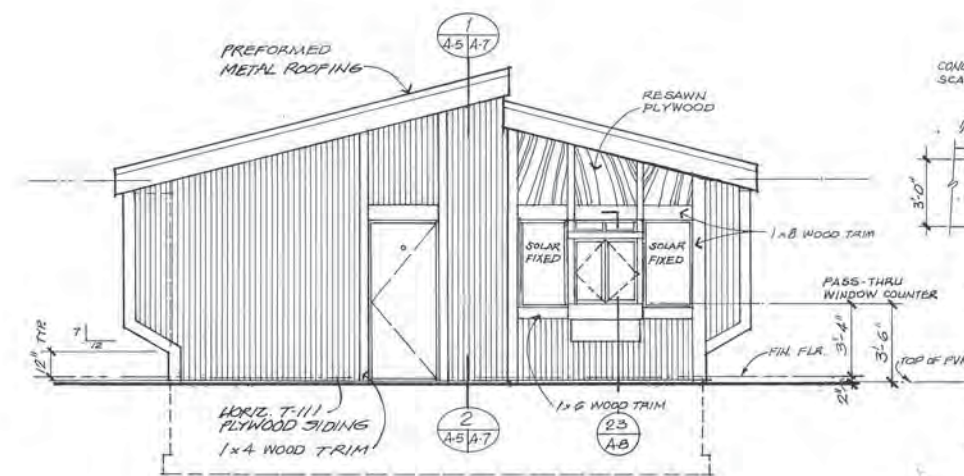 1
A-5 A-7
PREFORMED
METAL ROOFING
RESAWN
PLYWOOD
3'-0"
1x8 WOOD TRIM
SOLAR
FIXED
SOLAR
FIXED
PASS-THRU
WINDOW COUNTER
7
12
12" TYP.
3'-4"
3'-6"
2"
FIN. FLR.
TOP OF
HORIZ. T-111
PLYWOOD SIDING
1x4 WOOD TRIM
2
A-5 A-7
1x6 WOOD TRIM
23
A-8